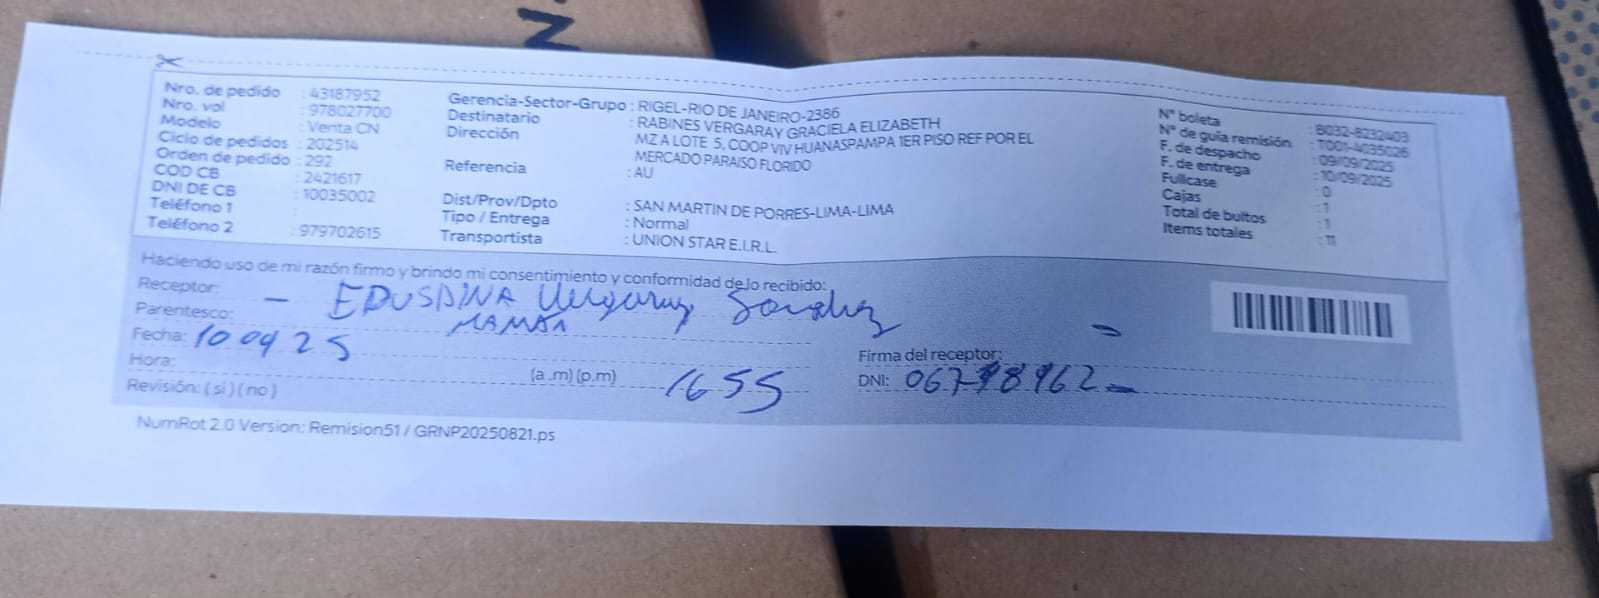 N.
Nro. de pedido : 43187952
Nro. vol : 978027700
Modelo : Venta CN
Ciclo de pedidos : 202514
Orden de pedido : 292
COD CB : 2421617
DNI DE CB : 10035002
Teléfono 1 :
Teléfono 2 : 979702615
Gerencia-Sector-Grupo : RIGEL-RIO DE JANEIRO-2386
Destinatario : RABINES VERGARAY GRACIELA ELIZABETH
Dirección MZ A LOTE 5, COOP VIV HUANASPAMPA 1ER PISO REF POR EL
MERCADO PARAISO FLORIDO
Referencia : AU
Dist/Prov/Dpto : SAN MARTIN DE PORRES-LIMA-LIMA
Tipo / Entrega : Normal
Transportista : UNION STAR E.I.R.L.
N° boleta : B032-8232403
N° de guía remisión : T001-4035026
F. de despacho : 09/09/2025
F. de entrega : 10/09/2025
Fullcase : 0
Cajas : 1
Total de bultos : 1
Items totales : 11
Haciendo uso de mi razón firmo y brindo mi consentimiento y conformidad de lo recibido:
Receptor: -
Parentesco: MAMÁ
Fecha: 10 09 25
Hora: (a .m) (p.m) 1655
Revisión: ( si ) ( no )
Firma del receptor:
DNI:
NumRot 2.0 Version: Remision51 / GRNP20250821.ps